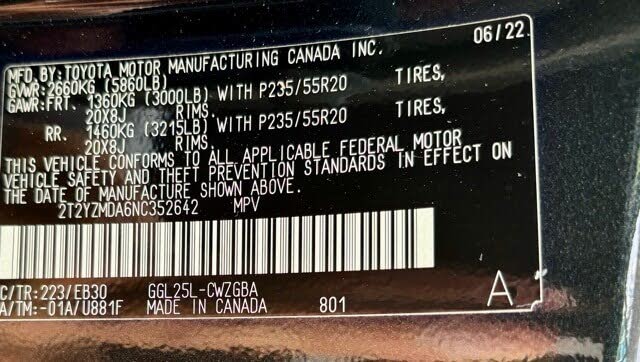 MFD. BY: TOYOTA MOTOR MANUFACTURING CANADA INC. 06/22
GVWR: 2660KG (5860LB)
GAWR: FRT. 1360KG (3000LB) WITH P235/55R20 TIRES,
20X8J RIMS.
RR. 1460KG (3215LB) WITH P235/55R20 TIRES,
20X8J RIMS.
THIS VEHICLE CONFORMS TO ALL APPLICABLE FEDERAL MOTOR
VEHICLE SAFETY AND THEFT PREVENTION STANDARDS IN EFFECT ON
THE DATE OF MANUFACTURE SHOWN ABOVE.
2T2YZMDA6NC352642 MPV
C/TR: 223/EB30 GGL25L-CWZGBA
A/TM: -01A/U881F MADE IN CANADA 801 A